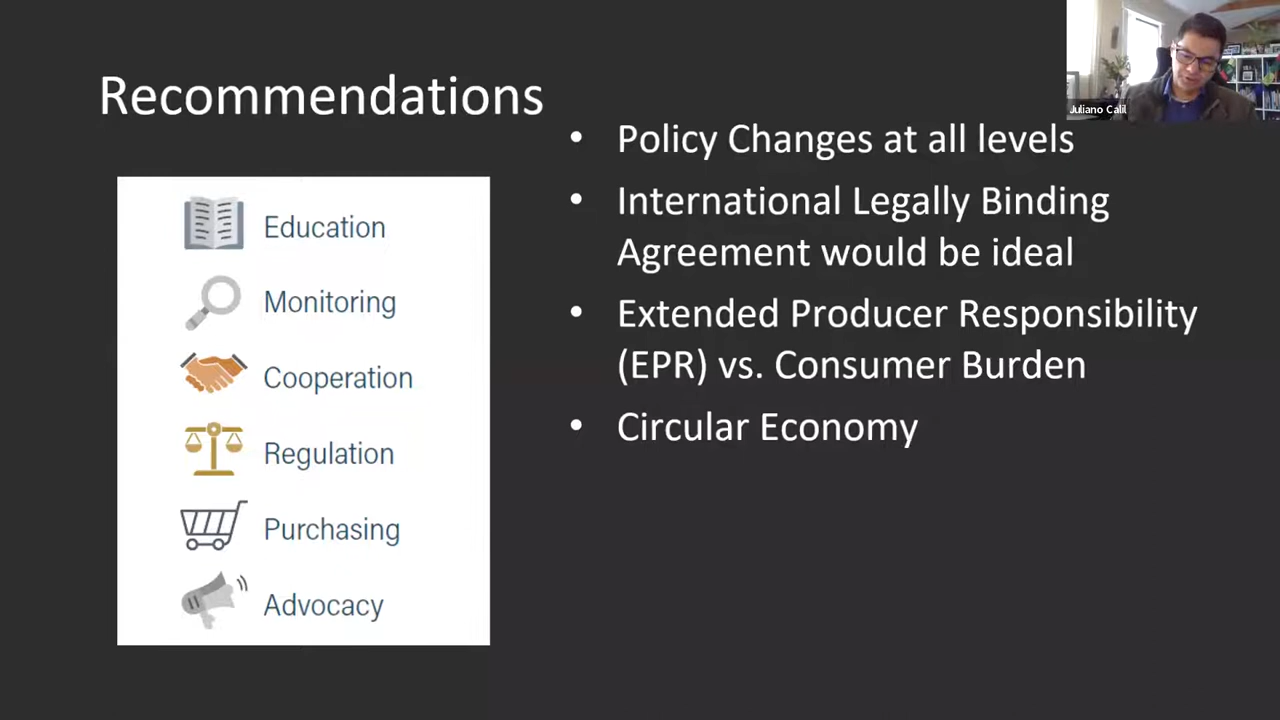 Recommendations
Education
Monitoring
Cooperation
Regulation
Purchasing
Advocacy
• Policy Changes at all levels
• International Legally Binding
Agreement would be ideal
• Extended Producer Responsibility
(EPR) vs. Consumer Burden
• Circular Economy
Juliano Calil